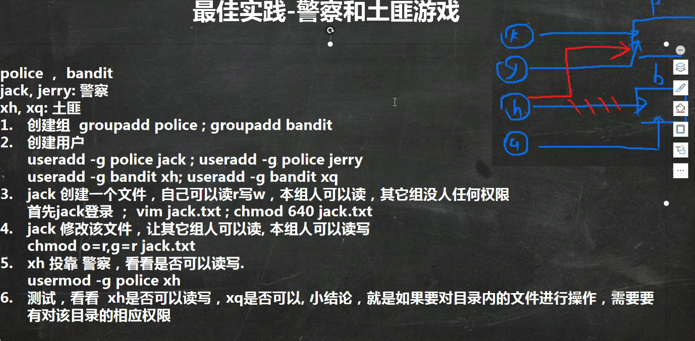 最佳实践-警察和土匪游戏
police ，bandit
jack, jerry: 警察
xh, xq: 土匪
1. 创建组 groupadd police ; groupadd bandit
2. 创建用户
useradd -g police jack ; useradd -g police jerry
useradd -g bandit xh; useradd -g bandit xq
3. jack 创建一个文件，自己可以读r写w，本组人可以读，其它组没人任何权限
首先jack登录 ； vim jack.txt ; chmod 640 jack.txt
4. jack 修改该文件，让其它组人可以读, 本组人可以读写
chmod o=r,g=r jack.txt
5. xh 投靠 警察，看看是否可以读写.
usermod -g police xh
6. 测试，看看 xh是否可以读写，xq是否可以, 小结论，就是如果要对目录内的文件进行操作，需要要
有对该目录的相应权限
h
b